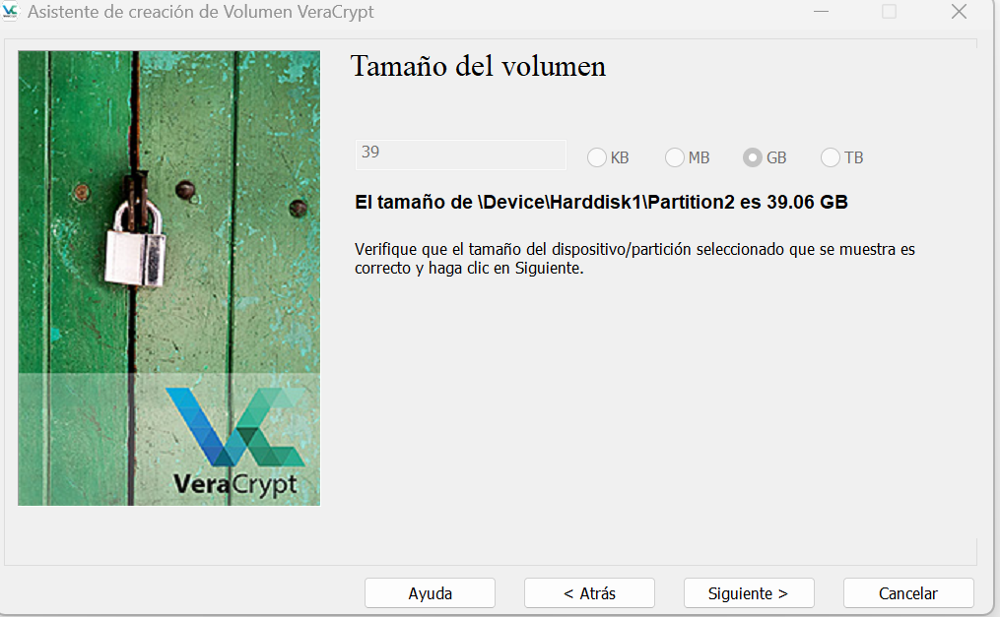 Asistente de creación de Volumen VeraCrypt
Tamaño del volumen
39
KB
MB
GB
TB
El tamaño de \Device\Harddisk1\Partition2 es 39.06 GB
Verifique que el tamaño del dispositivo/partición seleccionado que se muestra es
correcto y haga clic en Siguiente.
VeraCrypt
Ayuda
< Atrás
Siguiente >
Cancelar